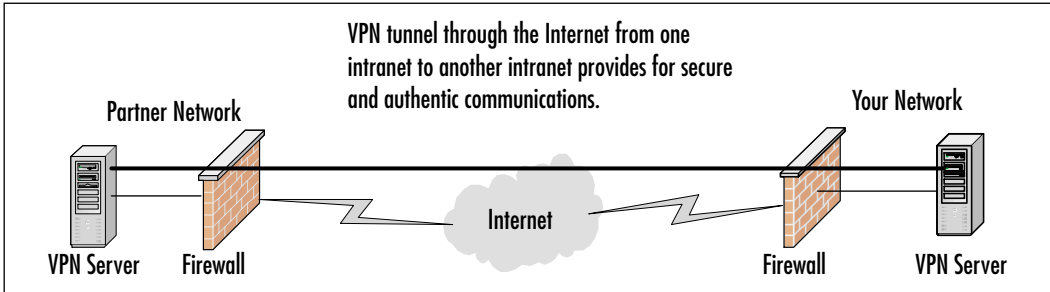 VPN tunnel through the Internet from one
intranet to another intranet provides for secure
and authentic communications.
Partner Network
Your Network
Internet
VPN Server
Firewall
Firewall
VPN Server